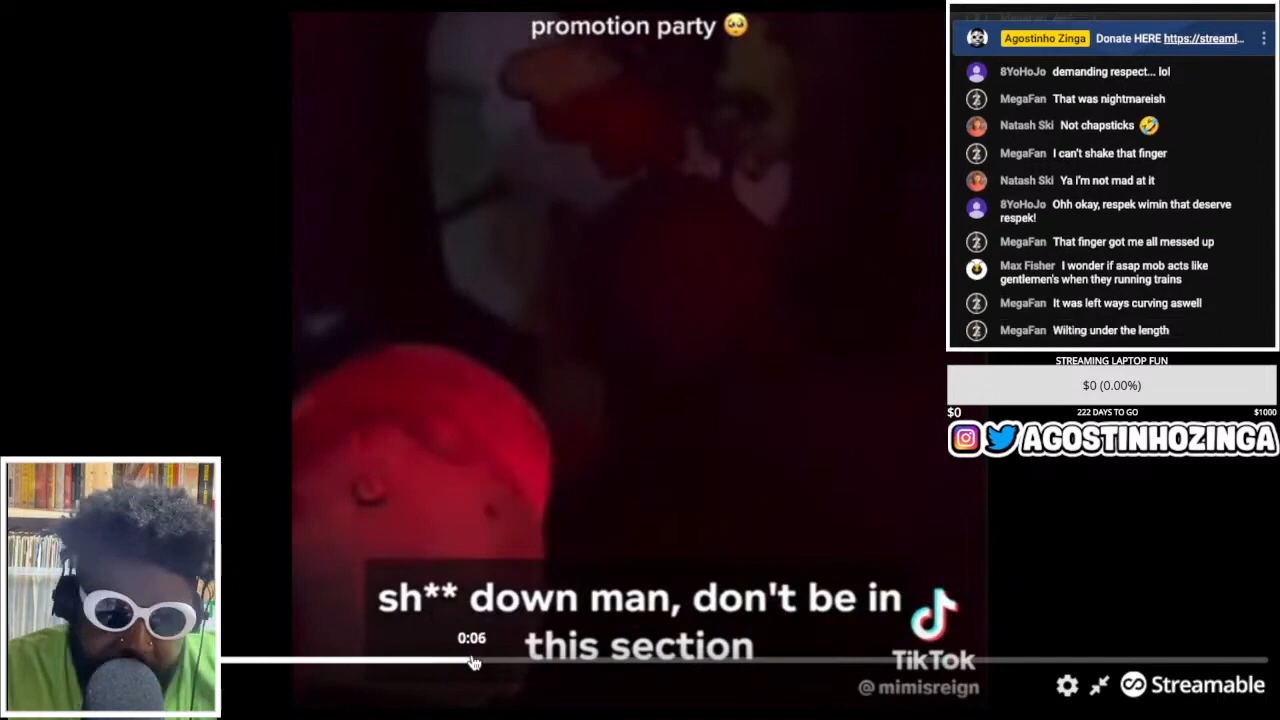 promotion party 🥺
sh** down man, don't be in
this section
0:06
TikTok
@mimisreign
Streamable
Agostinho Zinga Donate HERE https://streaml...
8YoHoJo demanding respect... lol
MegaFan That was nightmareish
Natash Ski Not chapsticks 🤣
MegaFan I can't shake that finger
Natash Ski Ya i'm not mad at it
8YoHoJo Ohh okay, respek wimin that deserve
respek!
MegaFan That finger got me all messed up
Max Fisher I wonder if asap mob acts like
gentlemen's when they running trains
MegaFan It was left ways curving aswell
MegaFan Wilting under the length
STREAMING LAPTOP FUN
$0 (0.00%)
$0 222 DAYS TO GO $1000
AGOSTINHOZINGA